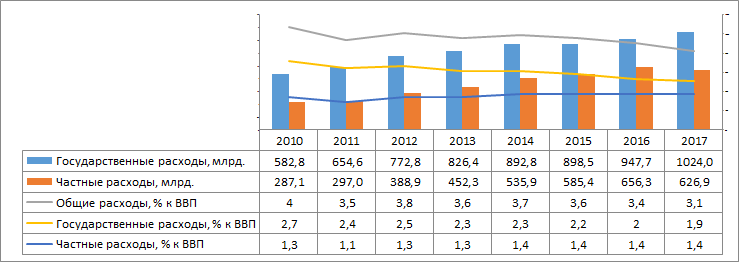 2010 2011 2012 2013 2014 2015 2016 2017
Государственные расходы, млрд. 582,8 654,6 772,8 826,4 892,8 898,5 947,7 1024,0
Частные расходы, млрд. 287,1 297,0 388,9 452,3 535,9 585,4 656,3 626,9
Общие расходы, % к ВВП 4 3,5 3,8 3,6 3,7 3,6 3,4 3,1
Государственные расходы, % к ВВП 2,7 2,4 2,5 2,3 2,3 2,2 2 1,9
Частные расходы, % к ВВП 1,3 1,1 1,3 1,3 1,4 1,4 1,4 1,4